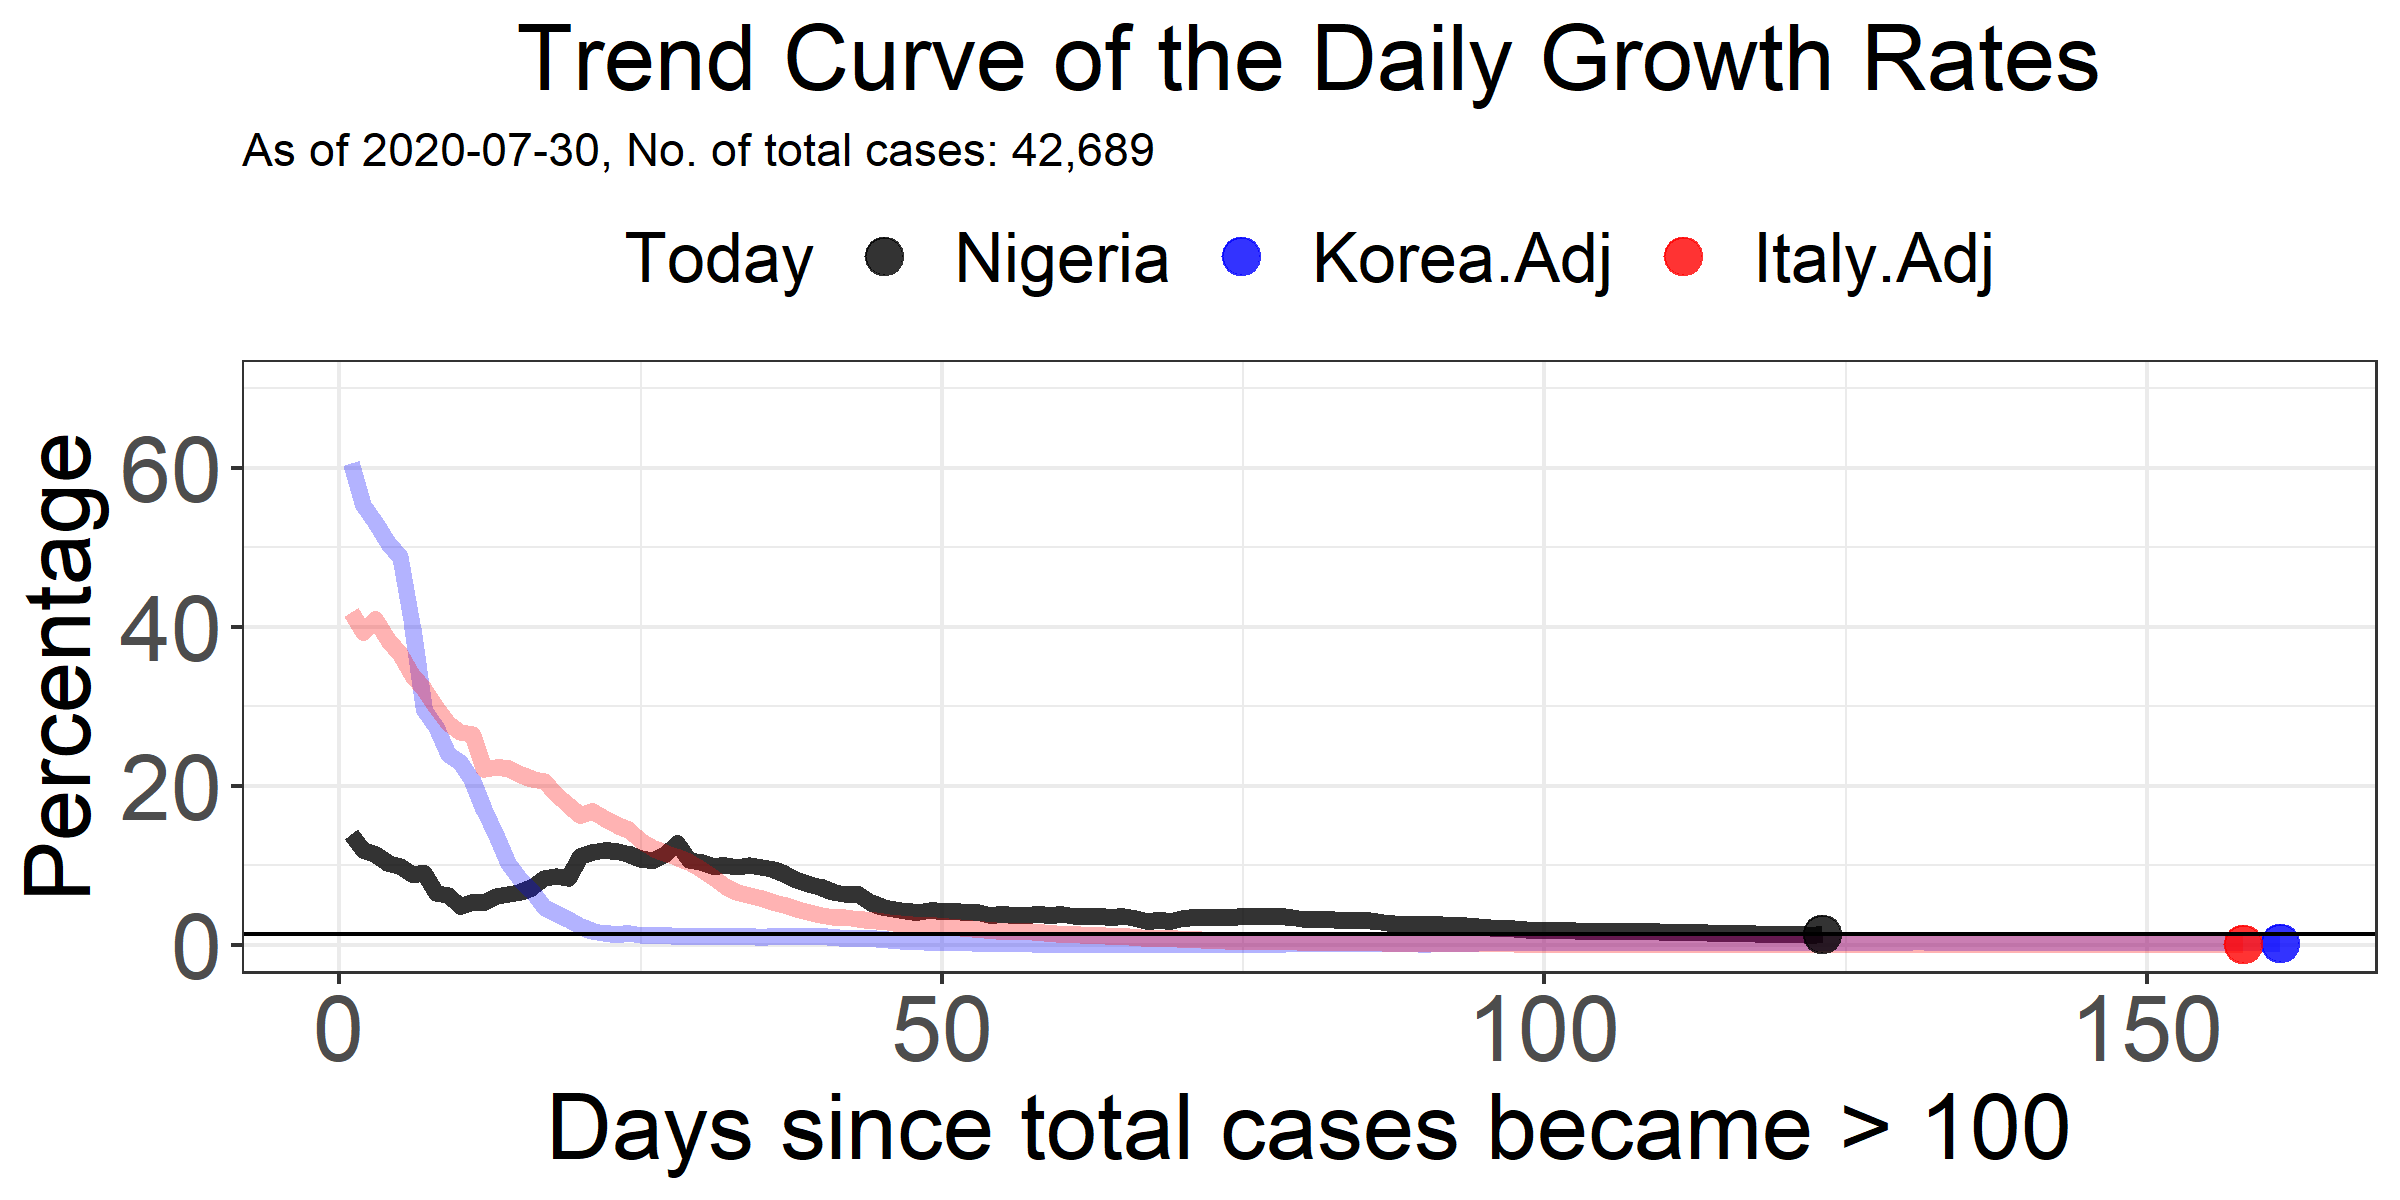 Trend Curve of the Daily Growth Rates
As of 2020-07-30, No. of total cases: 42,689
Today Nigeria Korea.Adj Italy.Adj
Percentage
60
40
20
0
0 50 100 150
Days since total cases became > 100